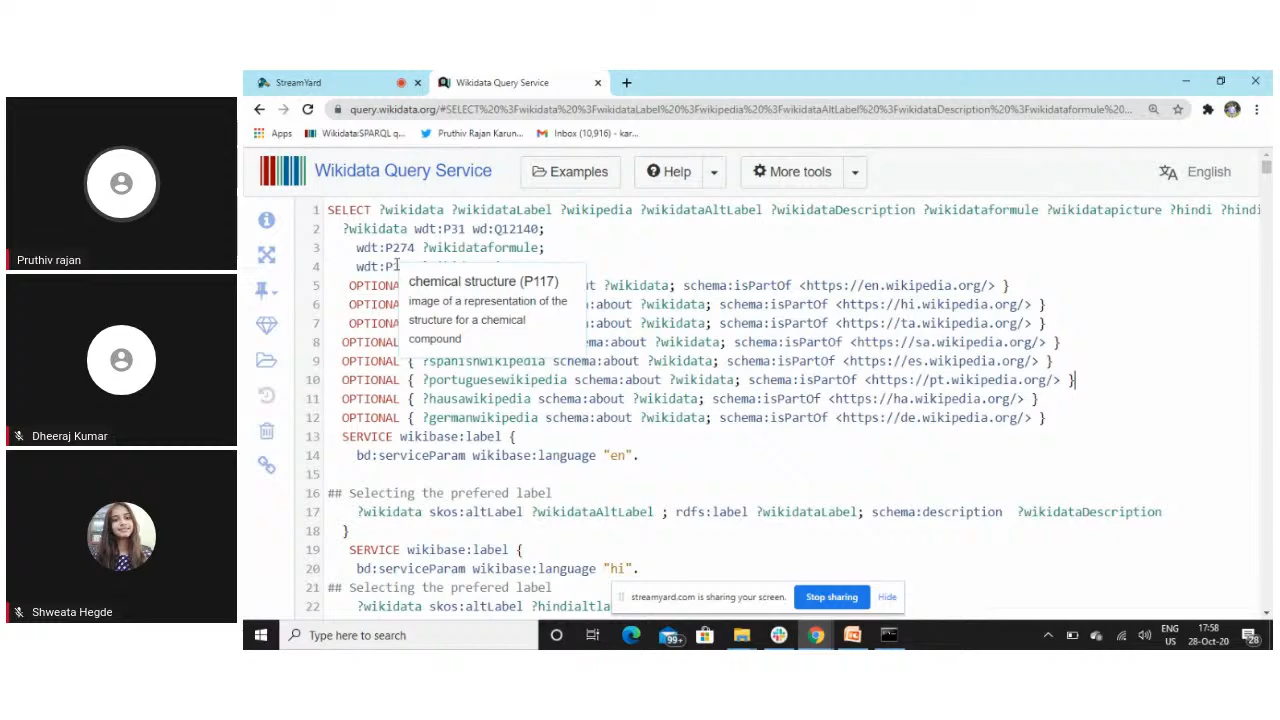 StreamYard
Wikidata Query Service
query.wikidata.org/#SELECT%20%3Fwikidata%20%3FwikidataLabel%20%3Fwikipedia%20%3FwikidataAltLabel%20%3FwikidataDescription%20%3Fwikidataformule%20...
Apps
Wikidata:SPARQL q...
Pruthiv Rajan Karun...
Inbox (10,916) - kar...
Wikidata Query Service
Examples
Help
More tools
English
1 SELECT ?wikidata ?wikidataLabel ?wikipedia ?wikidataAltLabel ?wikidataDescription ?wikidataformule ?wikidatapicture ?hindi ?hindi
2 ?wikidata wdt:P31 wd:Q12140;
3 wdt:P274 ?wikidataformule;
4 wdt:P1
chemical structure (P117)
image of a representation of the
structure for a chemical
compound
5 OPTIONA ut ?wikidata; schema:isPartOf <https://en.wikipedia.org/> }
6 OPTIONA ma:about ?wikidata; schema:isPartOf <https://hi.wikipedia.org/> }
7 OPTIONA ma:about ?wikidata; schema:isPartOf <https://ta.wikipedia.org/> }
8 OPTIONAL ma:about ?wikidata; schema:isPartOf <https://sa.wikipedia.org/> }
9 OPTIONAL { ?spanishwikipedia schema:about ?wikidata; schema:isPartOf <https://es.wikipedia.org/> }
10 OPTIONAL { ?portuguesewikipedia schema:about ?wikidata; schema:isPartOf <https://pt.wikipedia.org/> }
11 OPTIONAL { ?hausawikipedia schema:about ?wikidata; schema:isPartOf <https://ha.wikipedia.org/> }
12 OPTIONAL { ?germanwikipedia schema:about ?wikidata; schema:isPartOf <https://de.wikipedia.org/> }
13 SERVICE wikibase:label {
14 bd:serviceParam wikibase:language "en".
15
16 ## Selecting the prefered label
17 ?wikidata skos:altLabel ?wikidataAltLabel ; rdfs:label ?wikidataLabel; schema:description ?wikidataDescription
18 }
19 SERVICE wikibase:label {
20 bd:serviceParam wikibase:language "hi".
21 ## Selecting the prefered label
22 ?wikidata skos:altLabel ?hindialtla
streamyard.com is sharing your screen.
Stop sharing
Hide
Type here to search
99+
ENG
US
17:58
28-Oct-20
28
Pruthiv rajan
Dheeraj Kumar
Shweata Hegde